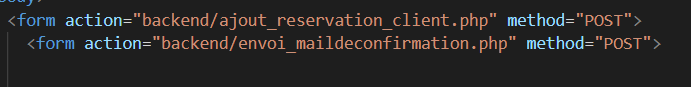 <form action="backend/ajout_reservation_client.php" method="POST">
<form action="backend/envoi_maildeconfirmation.php" method="POST">